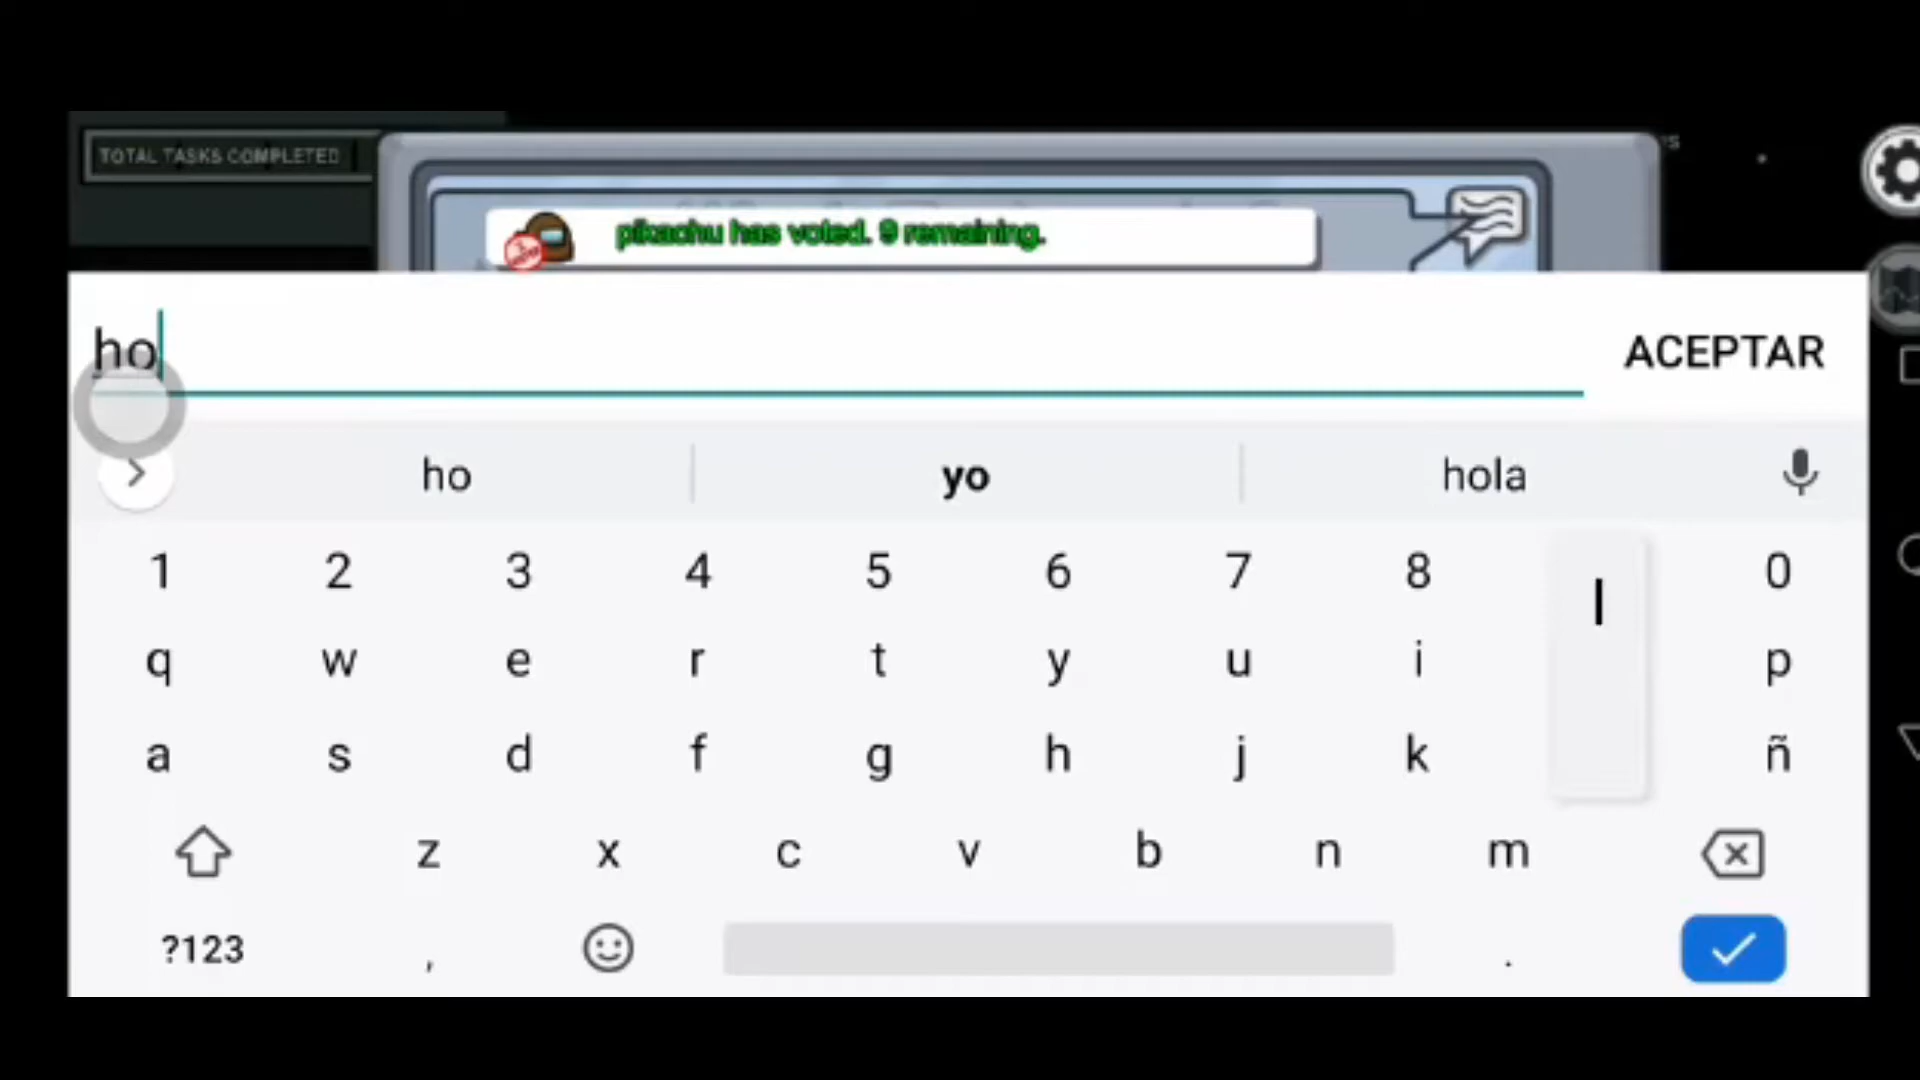 TOTAL TASKS COMPLETED
pikachu has voted. 9 remaining.
ho
ACEPTAR
ho yo hola
1 2 3 4 5 6 7 8 0
q w e r t y u i p
a s d f g h j k l ñ
z x c v b n m
?123 , .